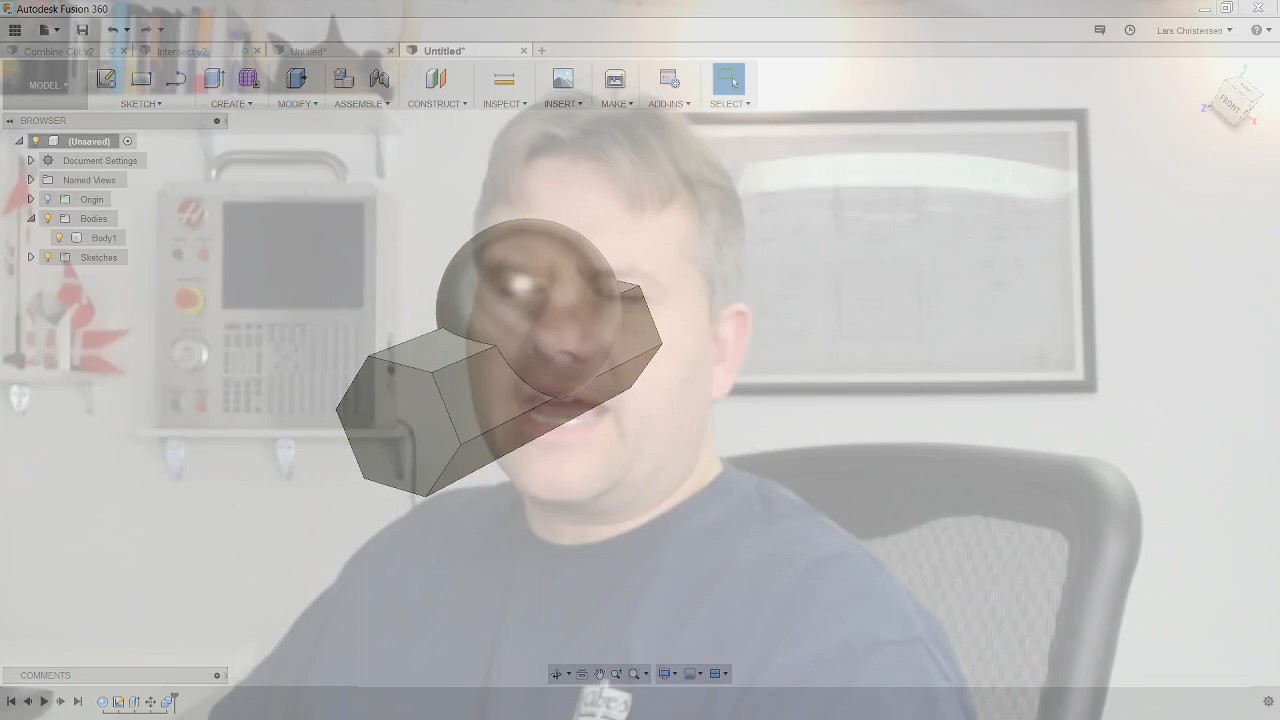 Autodesk Fusion 360
Lars Christensen
Combine Cut v2
Intersect v2
Untitled*
Untitled*
MODEL
SKETCH
CREATE
MODIFY
ASSEMBLE
CONSTRUCT
INSPECT
INSERT
MAKE
ADD-INS
SELECT
BROWSER
(Unsaved)
Document Settings
Named Views
Origin
Bodies
Body1
Sketches
FRONT
Y
Z
X
COMMENTS